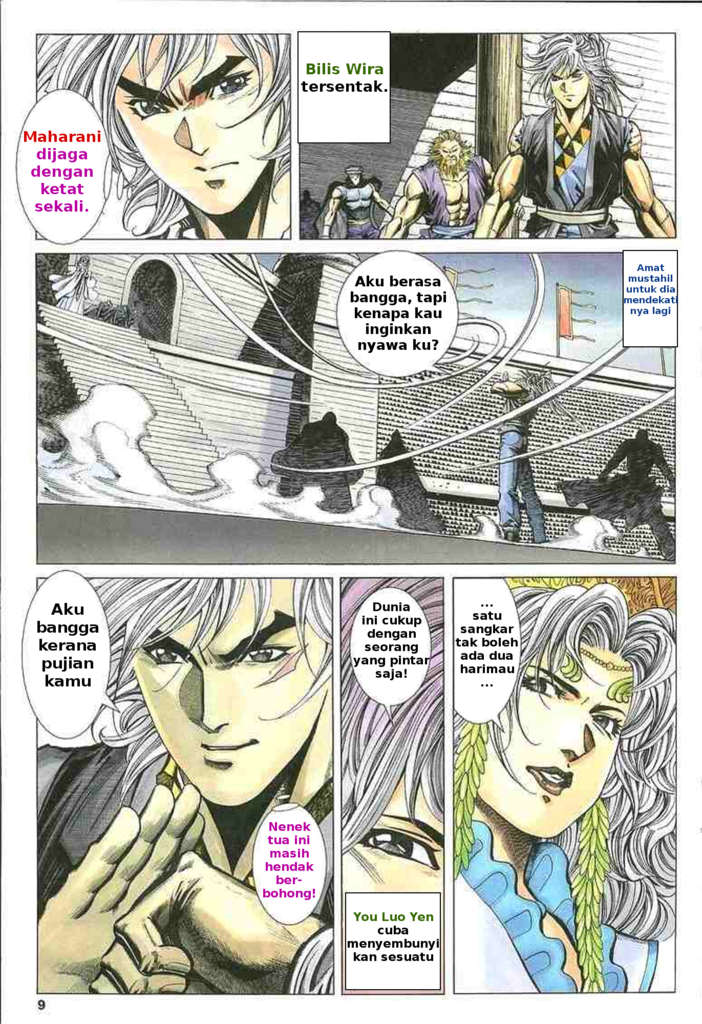 Maharani
dijaga
dengan
ketat
sekali.
Bilis Wira
tersentak.
Aku berasa
bangga, tapi
kenapa kau
inginkan
nyawa ku?
Amat
mustahil
untuk dia
mendekati
nya lagi
Aku
bangga
kerana
pujian
kamu
Nenek
tua ini
masih
hendak
ber-
bohong!
Dunia
ini cukup
dengan
seorang
yang pintar
saja!
You Luo Yen
cuba
menyembunyi
kan sesuatu
...
satu
sangkar
tak boleh
ada dua
harimau
...
9